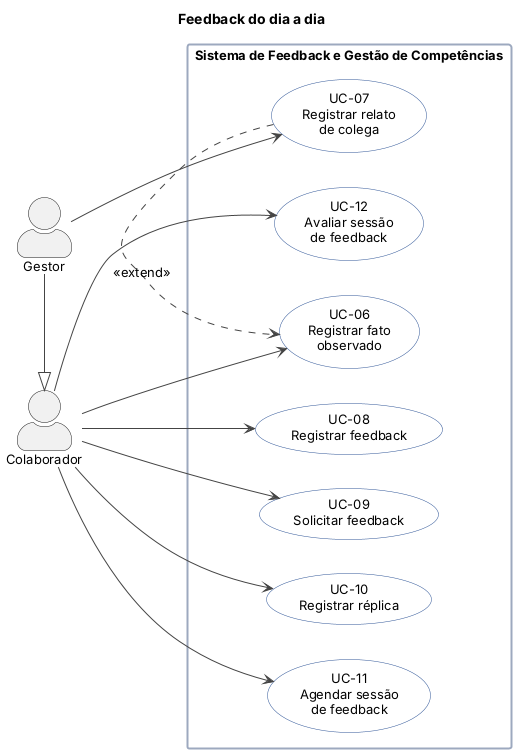 Feedback do dia a dia
Sistema de Feedback e Gestão de Competências
UC-07
Registrar relato
de colega
UC-12
Avaliar sessão
de feedback
Gestor
«extend»
UC-06
Registrar fato
observado
Colaborador
UC-08
Registrar feedback
UC-09
Solicitar feedback
UC-10
Registrar réplica
UC-11
Agendar sessão
de feedback